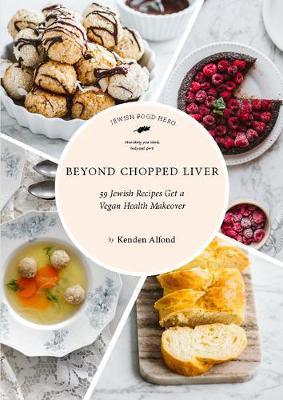 JEWISH FOOD HERO
Nourishing your mind,
body and spirit
BEYOND CHOPPED LIVER
59 Jewish Recipes Get a
Vegan Health Makeover
by Kenden Alfond